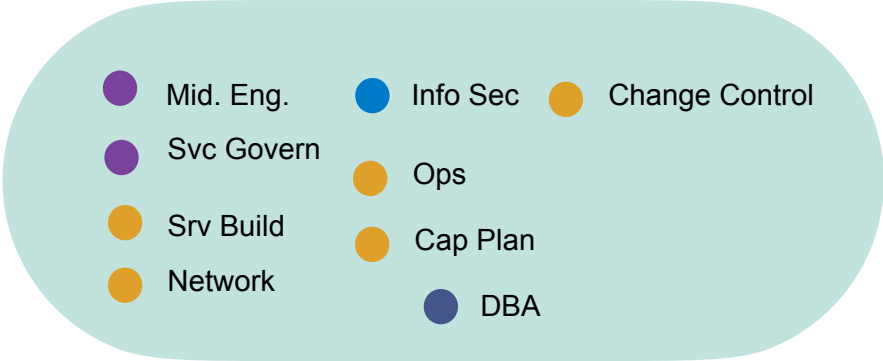 Mid. Eng.
Svc Govern
Srv Build
Network
Info Sec
Ops
Cap Plan
DBA
Change Control